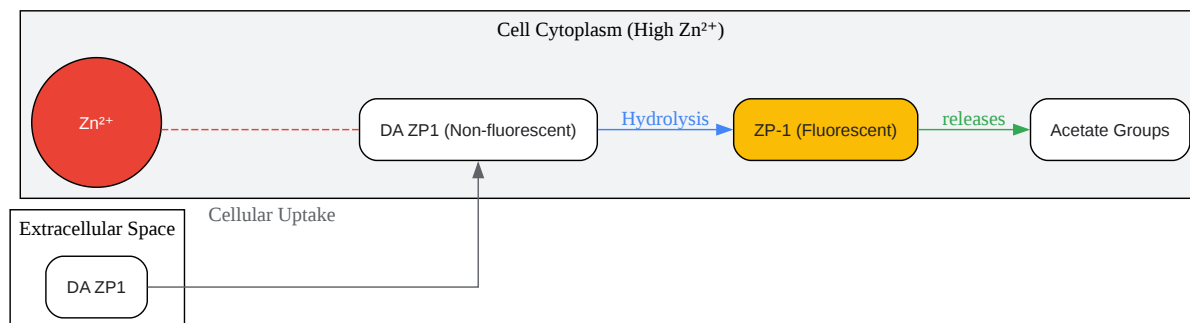 Cell Cytoplasm (High Zn²⁺)
Zn²⁺
DA ZP1 (Non-fluorescent)
Hydrolysis
ZP-1 (Fluorescent)
releases
Acetate Groups
Cellular Uptake
Extracellular Space
DA ZP1